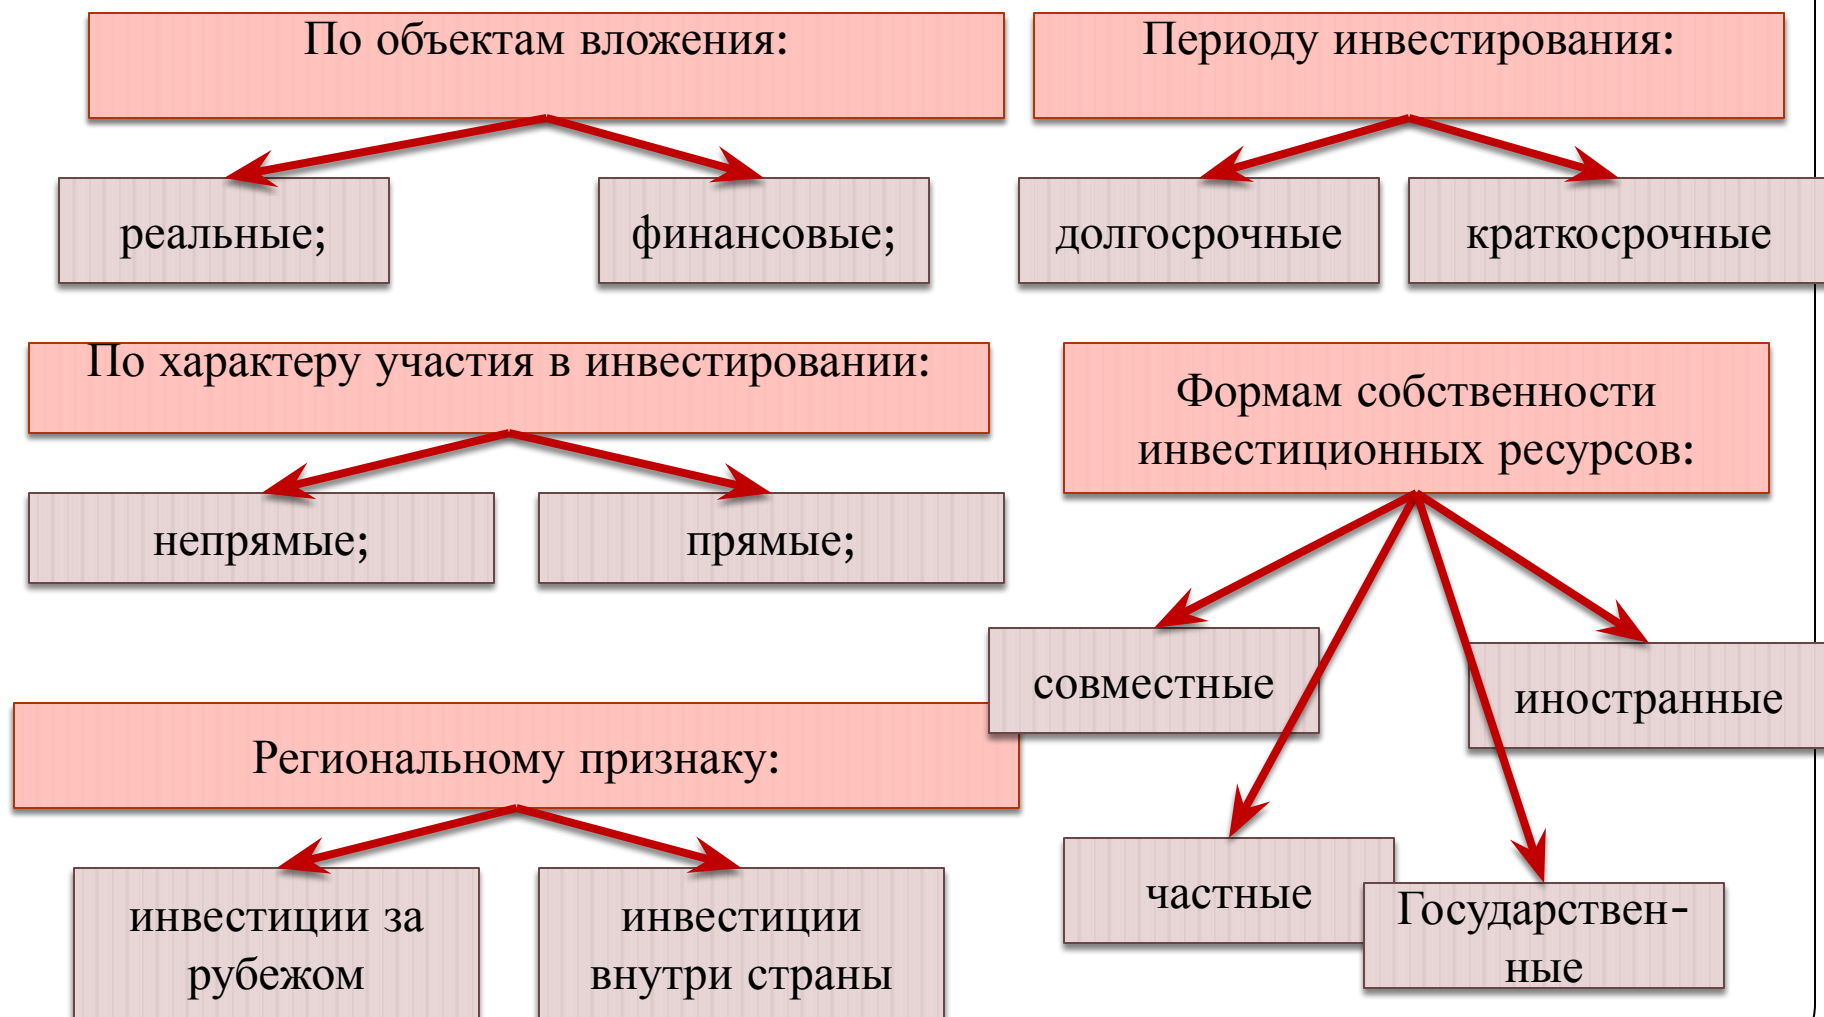 По объектам вложения:
реальные;
финансовые;
Периоду инвестирования:
долгосрочные
краткосрочные
По характеру участия в инвестировании:
непрямые;
прямые;
Формам собственности
инвестиционных ресурсов:
совместные
иностранные
частные
Государствен-
ные
Региональному признаку:
инвестиции за
рубежом
инвестиции
внутри страны